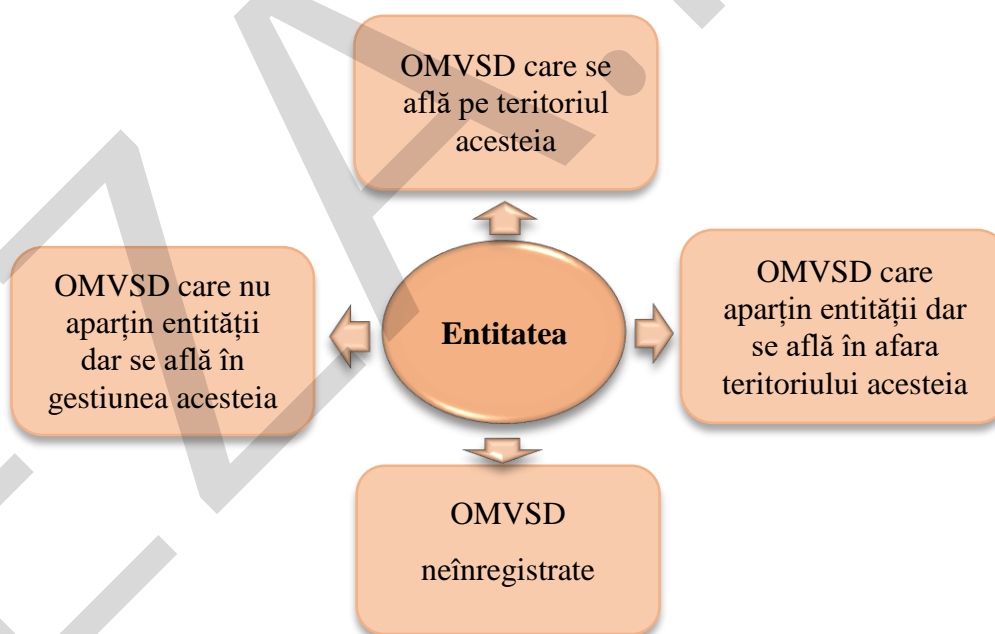 OMVSD care se
află pe teritoriul
acesteia
OMVSD care nu
aparțin entității
dar se află în
gestiunea acesteia
Entitatea
OMVSD care
aparțin entității dar
se află în afara
teritoriului acesteia
OMVSD
neînregistrate